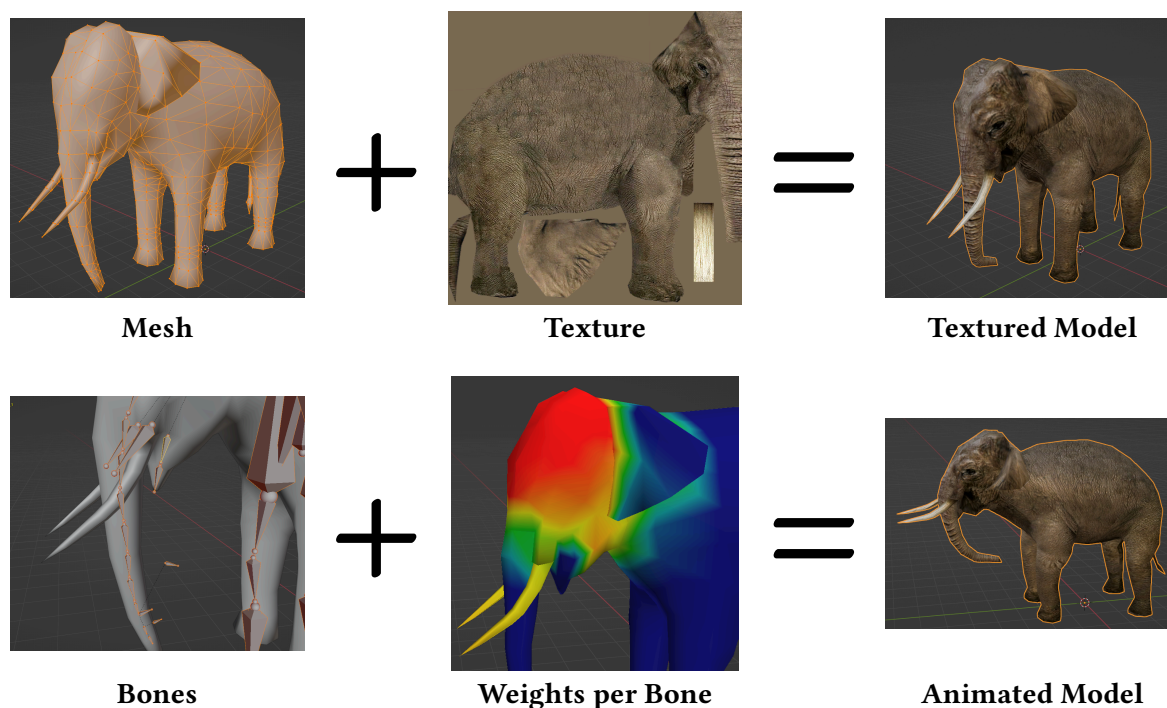 Mesh
Texture
Textured Model
Bones
Weights per Bone
Animated Model